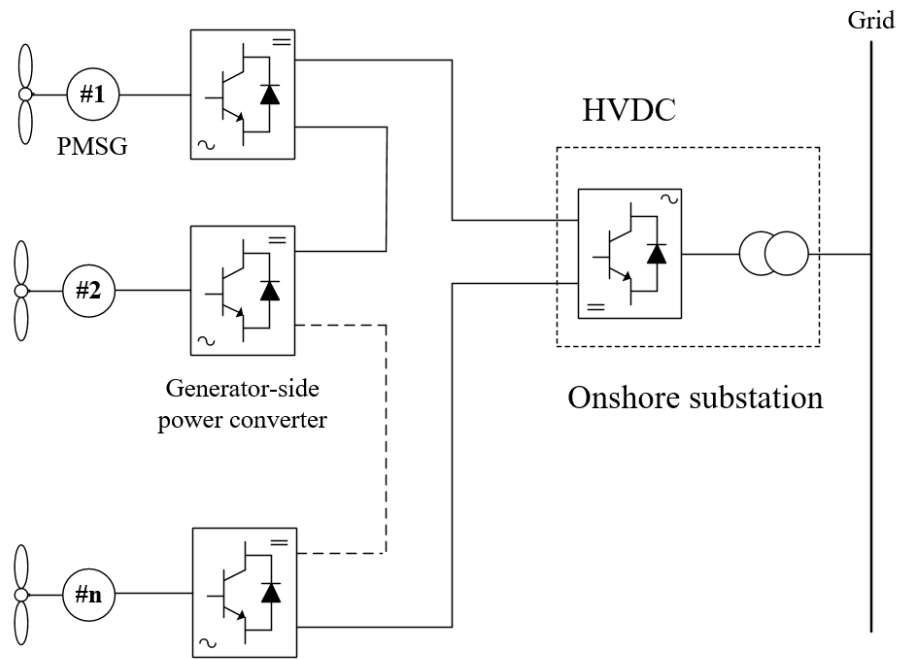 Grid
#1
HVDC
PMSG
#2
Generator-side
power converter
Onshore substation
#n